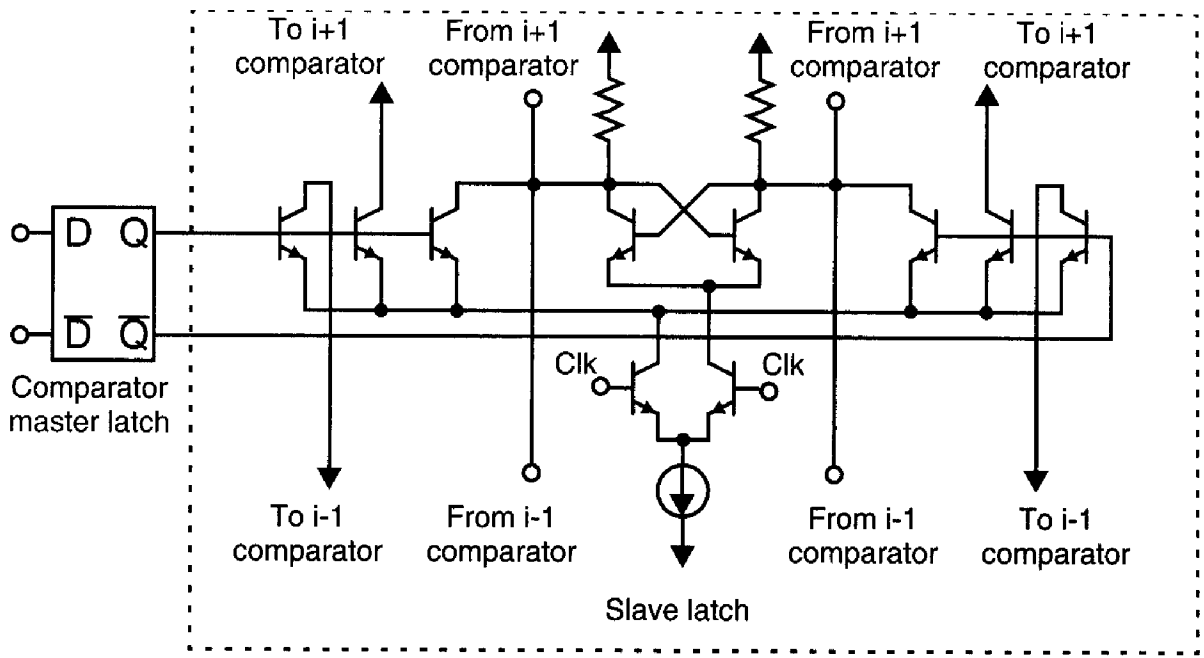 To i+1
comparator
From i+1
comparator
From i+1
comparator
To i+1
comparator
D Q
D̅ Q̅
Comparator
master latch
Clk
Clk
To i-1
comparator
From i-1
comparator
From i-1
comparator
To i-1
comparator
Slave latch